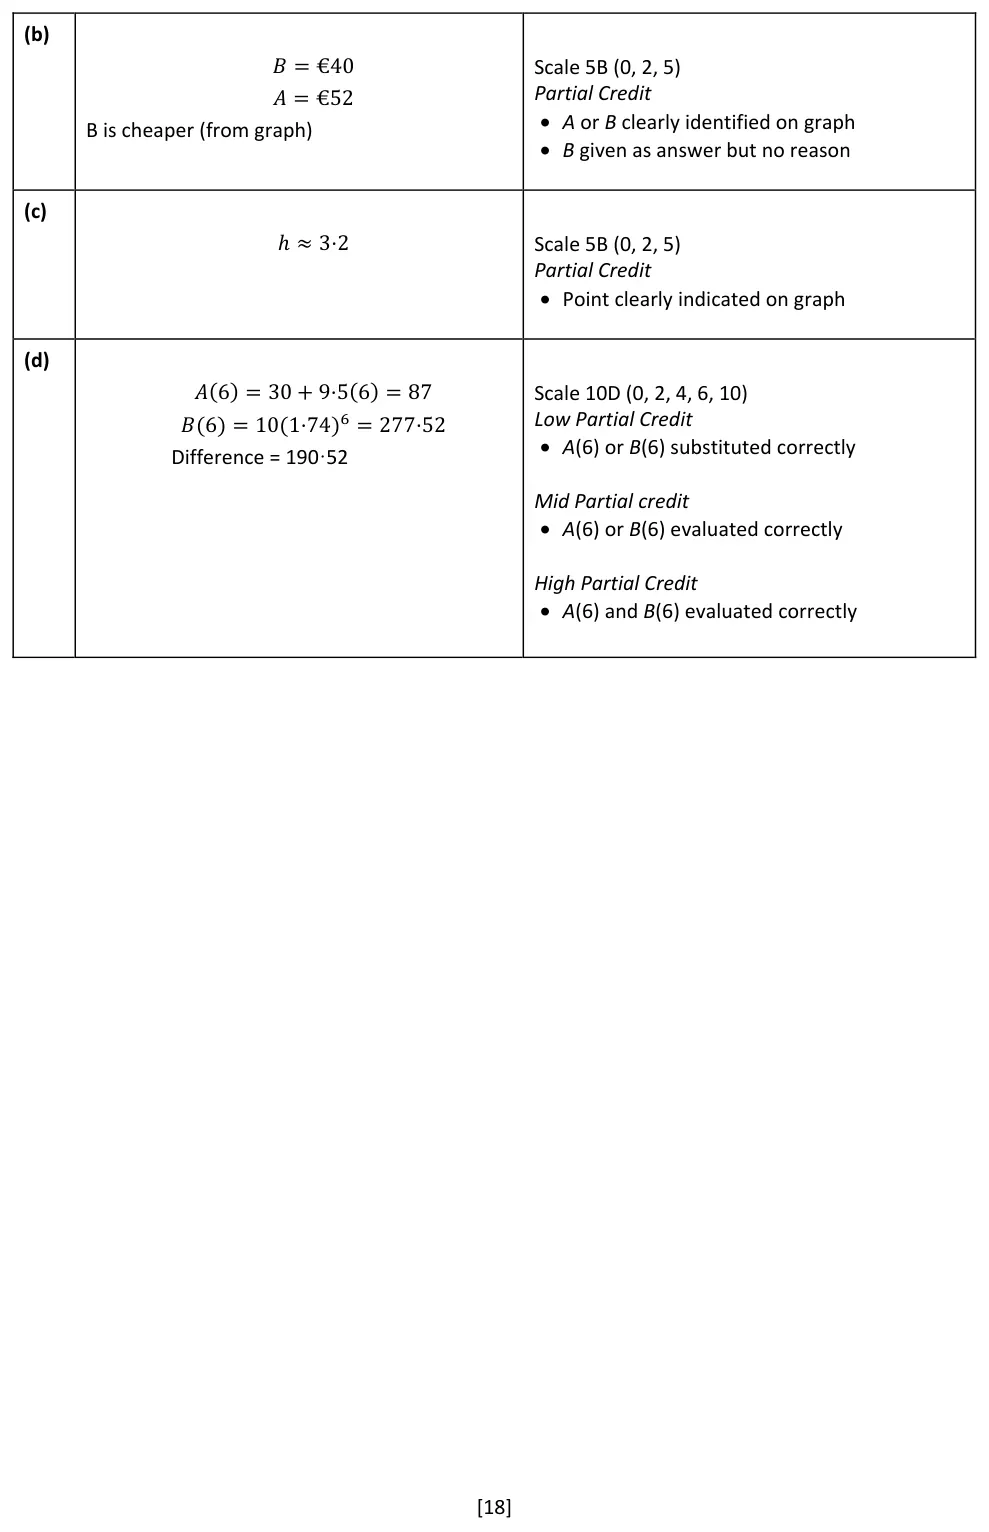 (b)
B = €40
A = €52
B is cheaper (from graph)
Scale 5B (0, 2, 5)
Partial Credit
• A or B clearly identified on graph
• B given as answer but no reason
(c)
h ≈ 3·2
Scale 5B (0, 2, 5)
Partial Credit
• Point clearly indicated on graph
(d)
A(6) = 30 + 9·5(6) = 87
B(6) = 10(1·74)⁶ = 277·52
Difference = 190·52
Scale 10D (0, 2, 4, 6, 10)
Low Partial Credit
• A(6) or B(6) substituted correctly
Mid Partial credit
• A(6) or B(6) evaluated correctly
High Partial Credit
• A(6) and B(6) evaluated correctly
[18]